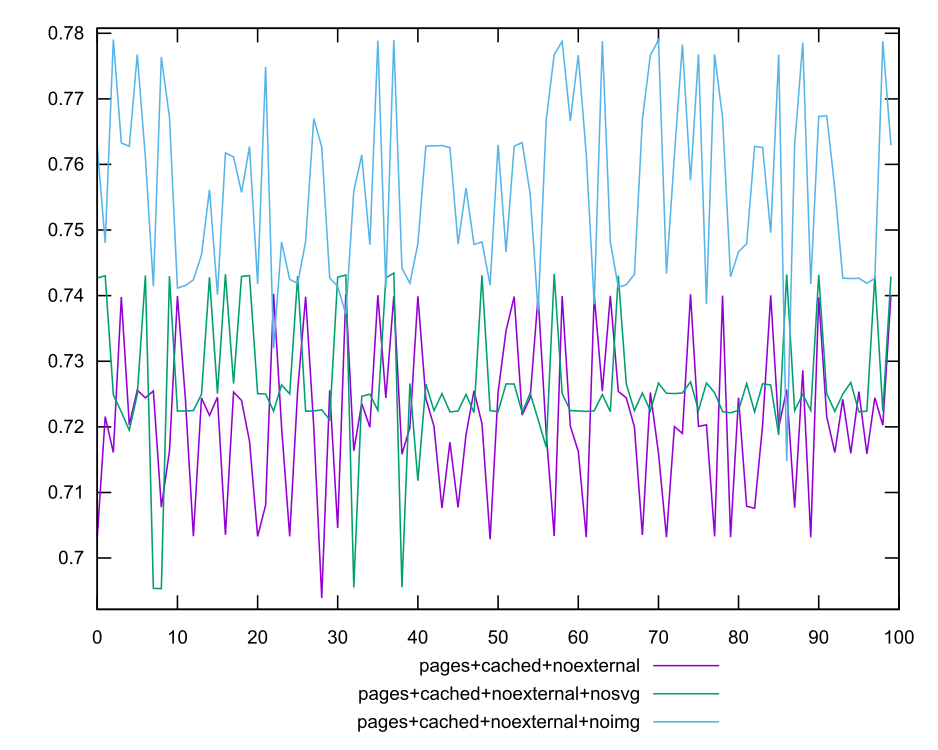 0.78
0.77
0.76
0.75
0.74
0.73
0.72
0.71
0.7
0 10 20 30 40 50 60 70 80 90 100
pages+cached+noexternal
pages+cached+noexternal+nosvg
pages+cached+noexternal+noimg